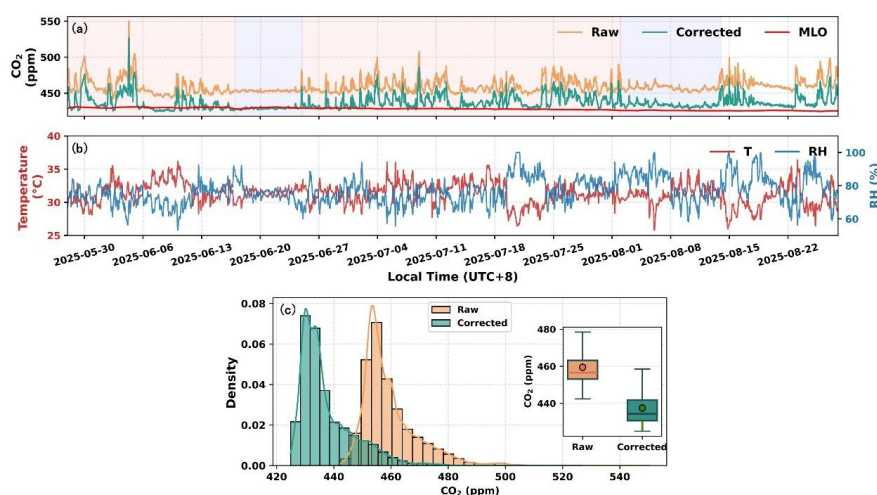 (a)
Raw Corrected MLO
CO₂
(ppm)
550
500
450
(b)
T RH
Temperature
(°C)
40
35
30
25
RH (%)
100
80
60
2025-05-30 2025-06-06 2025-06-13 2025-06-20 2025-06-27 2025-07-04 2025-07-11 2025-07-18 2025-07-25 2025-08-01 2025-08-08 2025-08-15 2025-08-22
Local Time (UTC+8)
(c)
Raw
Corrected
Density
0.08
0.06
0.04
0.02
0.00
420 440 460 480 500 520 540
CO₂ (ppm)
CO₂ (ppm)
480
460
440
Raw Corrected